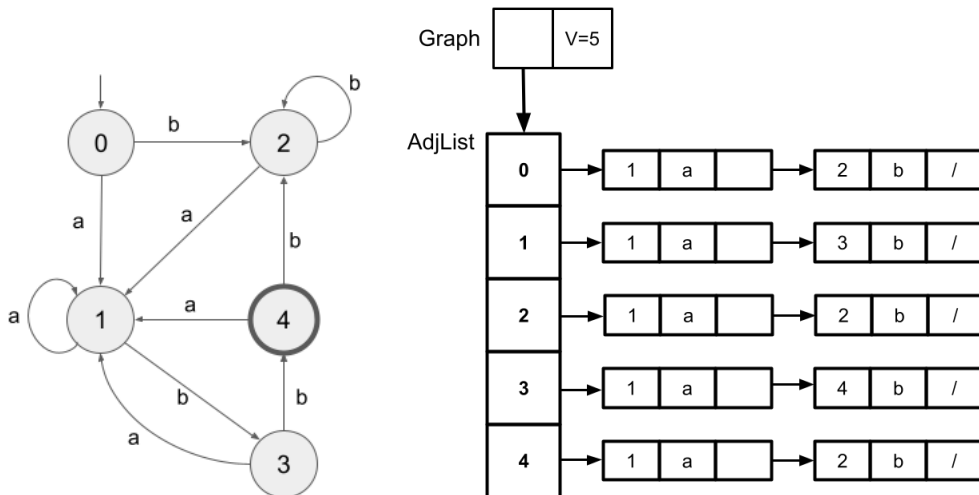 0
b
2
b
a
a
b
a
1
a
4
b
b
a
3
Graph
V=5
AdjList
0 1 a 2 b /
1 1 a 3 b /
2 1 a 2 b /
3 1 a 4 b /
4 1 a 2 b /